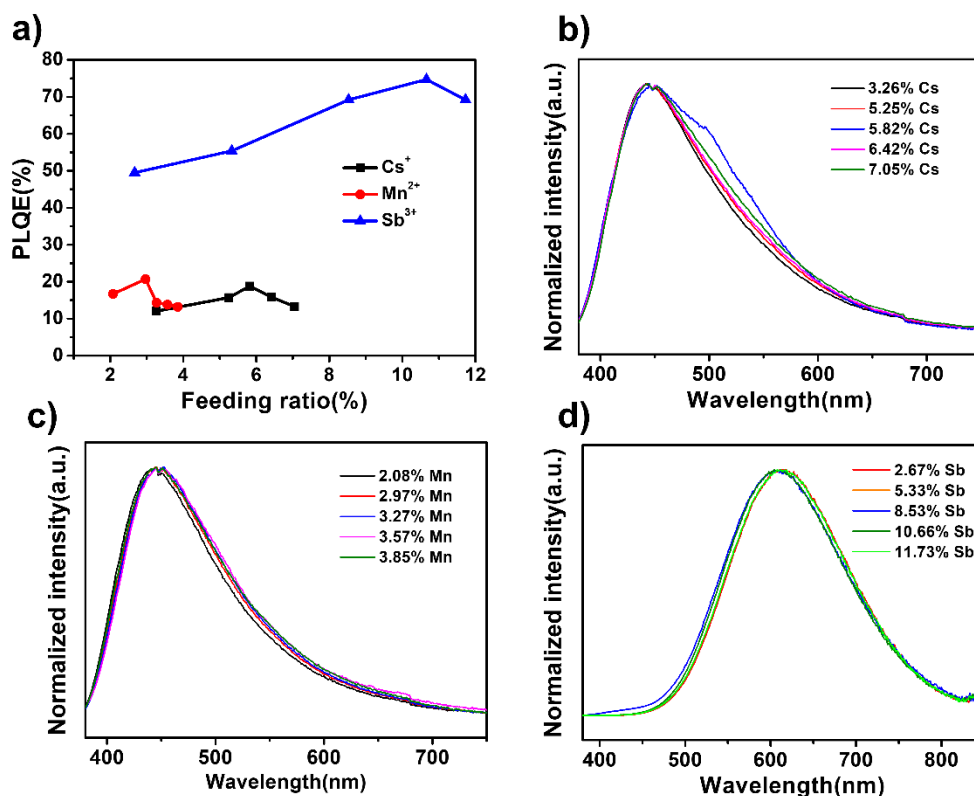 a)
80
70
60
50
40
30
20
10
0
PLQE(%)
Cs⁺
Mn²⁺
Sb³⁺
2 4 6 8 10 12
Feeding ratio(%)
b)
Normalized intensity(a.u.)
3.26% Cs
5.25% Cs
5.82% Cs
6.42% Cs
7.05% Cs
400 500 600 700
Wavelength(nm)
c)
Normalized intensity(a.u.)
2.08% Mn
2.97% Mn
3.27% Mn
3.57% Mn
3.85% Mn
400 500 600 700
Wavelength(nm)
d)
Normalized intensity(a.u.)
2.67% Sb
5.33% Sb
8.53% Sb
10.66% Sb
11.73% Sb
400 500 600 700 800
Wavelength(nm)